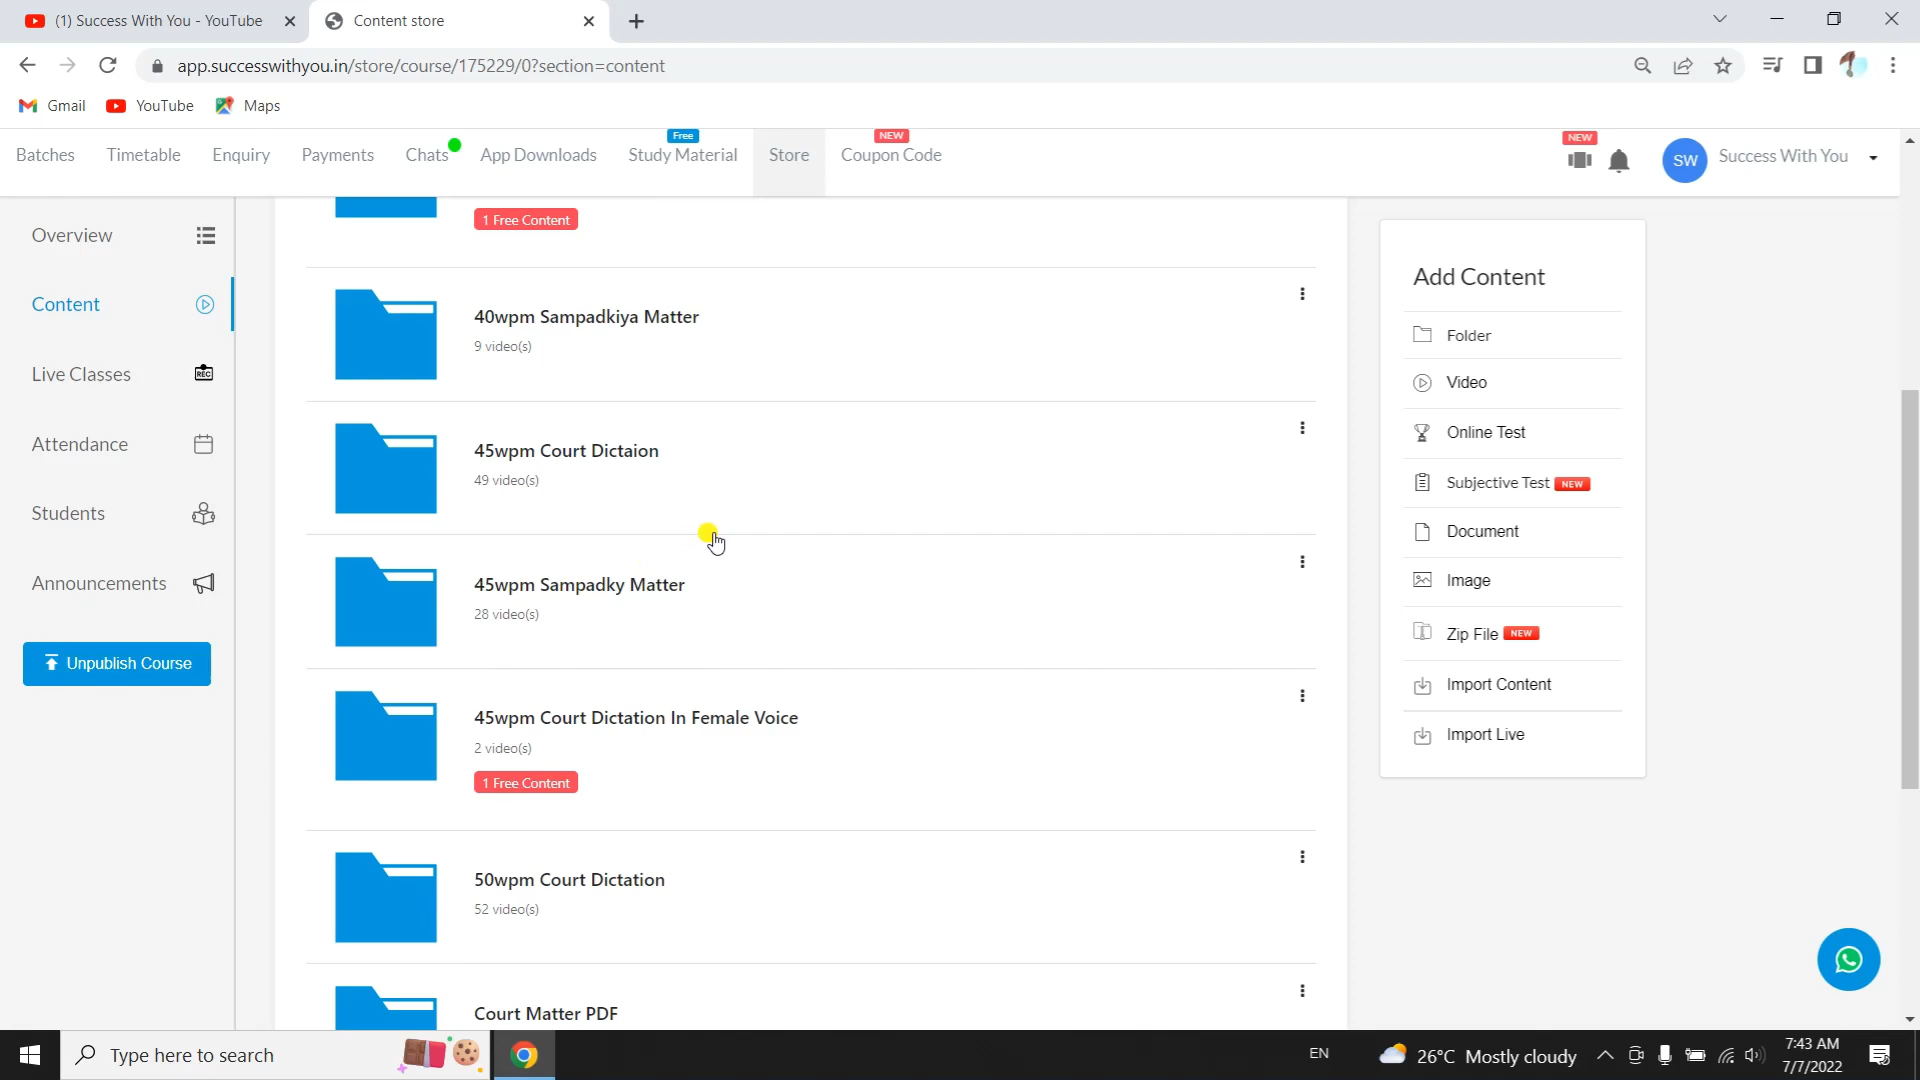 (1) Success With You - YouTube
Content store
app.successwithyou.in/store/course/175229/0?section=content
Gmail
YouTube
Maps
Batches
Timetable
Enquiry
Payments
Chats
App Downloads
Free
Study Material
Store
NEW
Coupon Code
NEW
SW
Success With You
Overview
Content
Live Classes
REC
Attendance
Students
Announcements
Unpublish Course
1 Free Content
40wpm Sampadkiya Matter
9 video(s)
45wpm Court Dictaion
49 video(s)
45wpm Sampadky Matter
28 video(s)
45wpm Court Dictation In Female Voice
2 video(s)
1 Free Content
50wpm Court Dictation
52 video(s)
Court Matter PDF
Add Content
Folder
Video
Online Test
Subjective Test NEW
Document
Image
Zip File NEW
Import Content
Import Live
Type here to search
EN
26°C Mostly cloudy
7:43 AM
7/7/2022